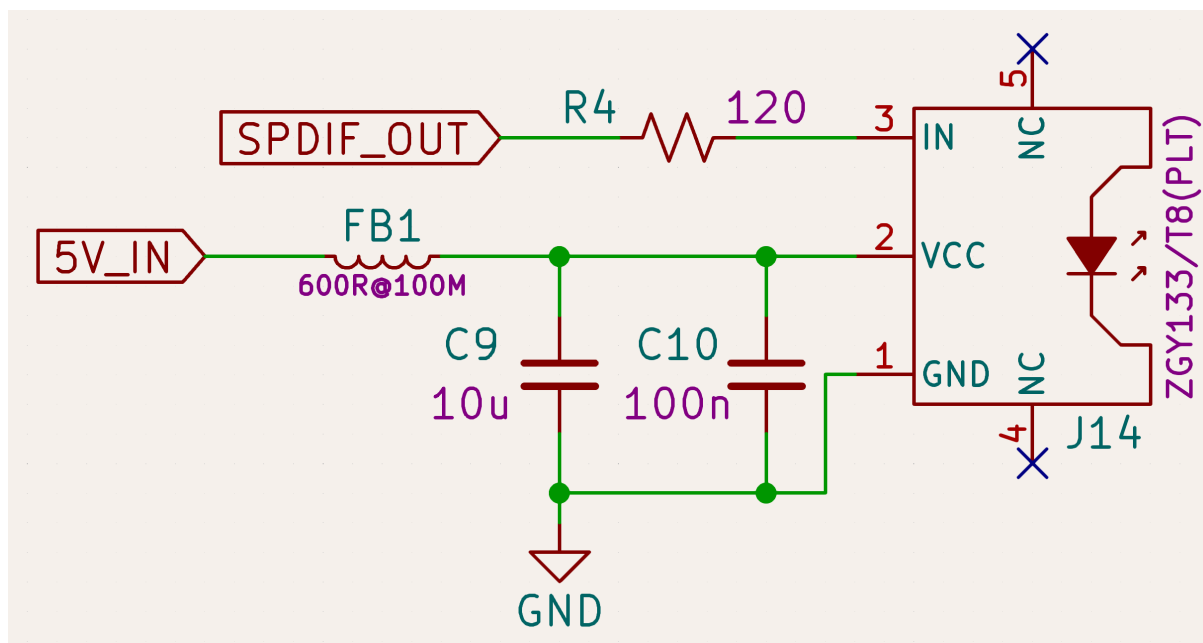 5
R4 120
SPDIF_OUT
3 IN
NC
ZGY133/T8(PLT)
FB1
5V_IN
2 VCC
600R@100M
C9
10u
C10
100n
1 GND
NC
4
J14
GND